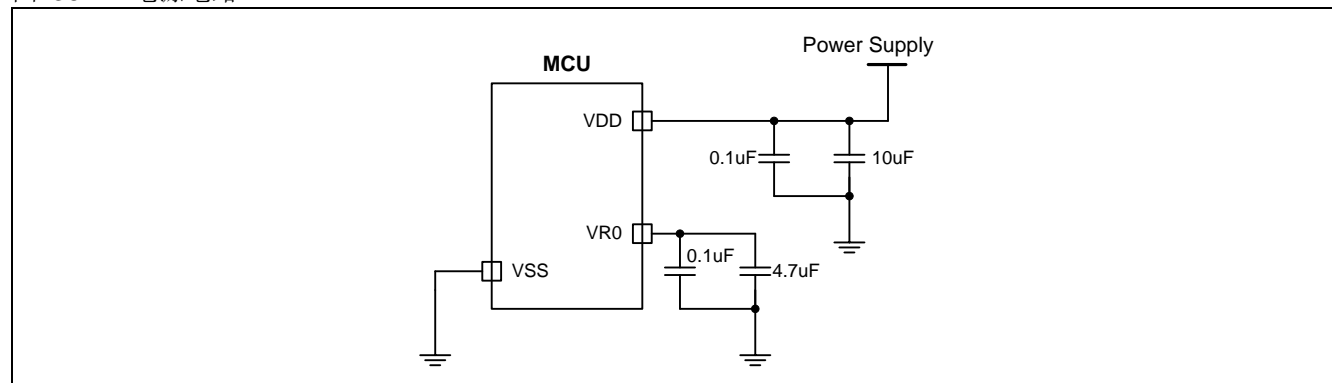 Power Supply
MCU
VDD
0.1uF
10uF
VR0
0.1uF
4.7uF
VSS